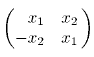 ( x₁ x₂
−x₂ x₁ )